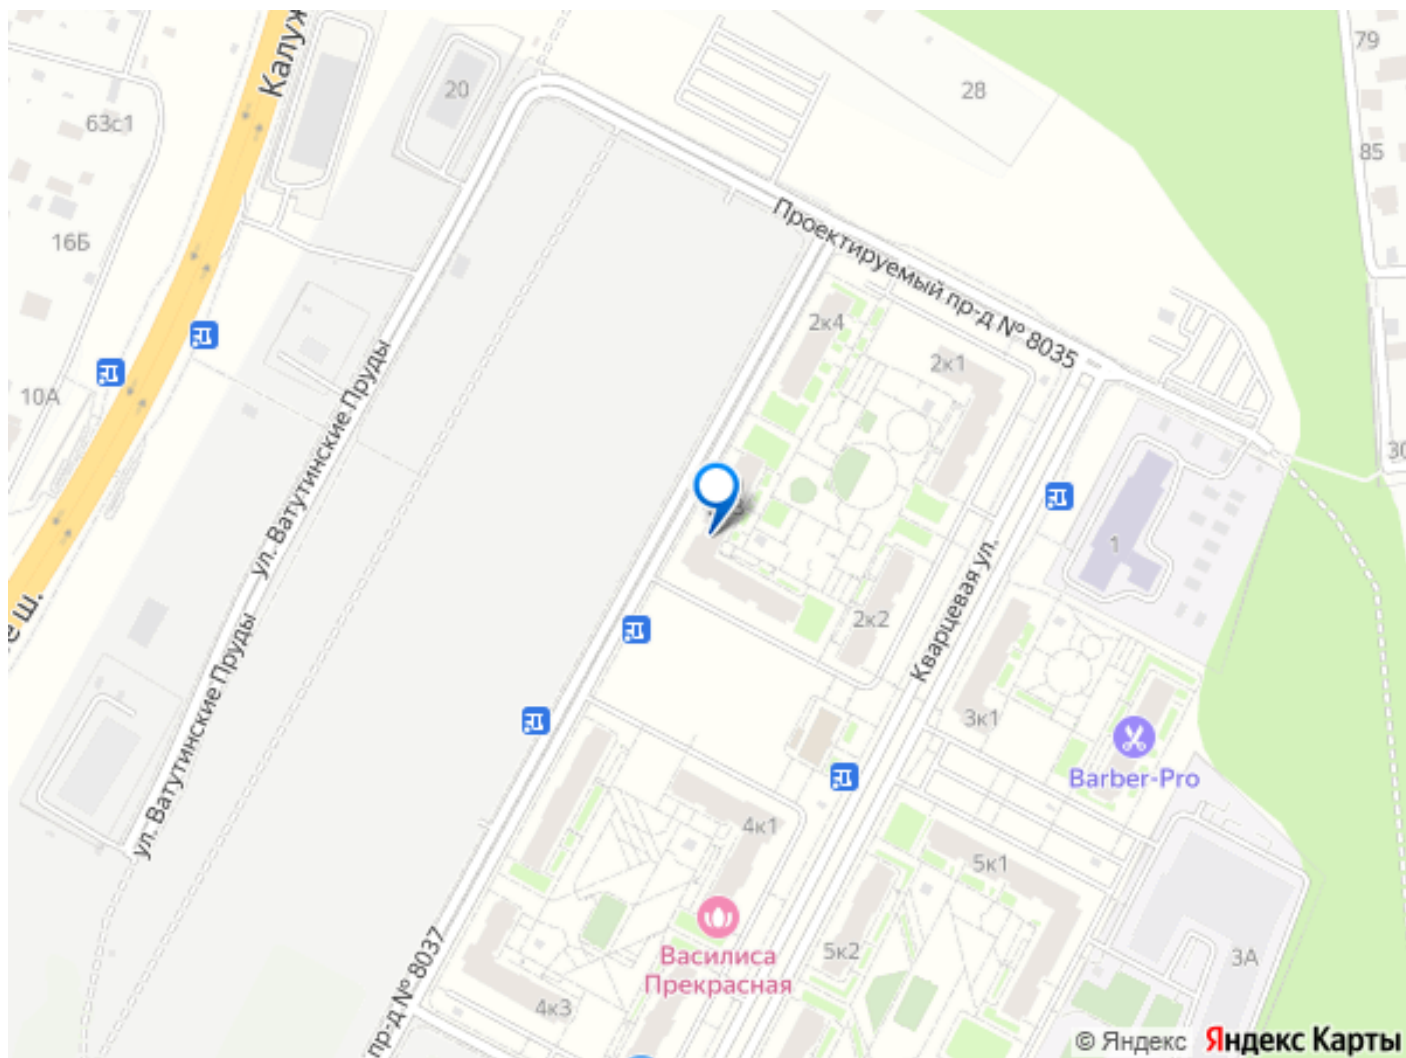 Калуж
79
20
28
63с1
85
Проектируемый пр-д № 8035
16Б
2к4
2к1
10А
ул. Ватутинские Пруды
30
1
Кварцевая ул.
е ш.
2к2
ул. Ватутинские Пруды
3к1
Barber-Pro
4к1
5к1
Василиса
Прекрасная
5к2
3А
пр-д № 8037
4к3
© Яндекс Яндекс Карты